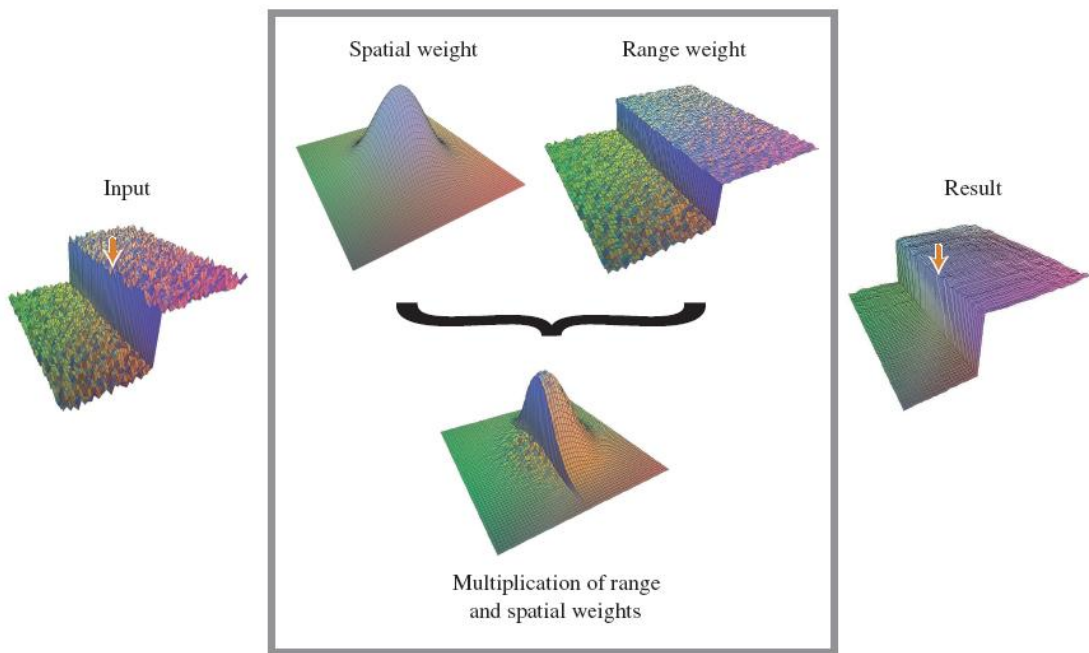 Spatial weight
Range weight
Input
Result
Multiplication of range
and spatial weights